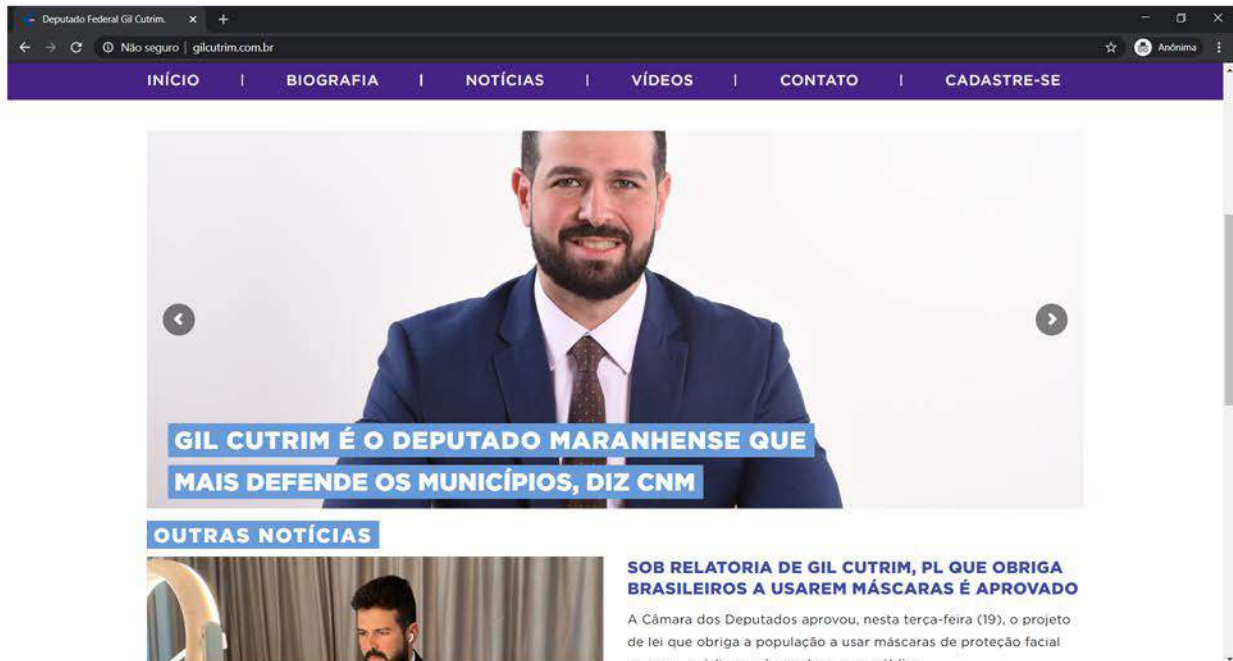 Deputado Federal Gil Cutrim.
Não seguro | gilcutrim.com.br
Anônima
INÍCIO | BIOGRAFIA | NOTÍCIAS | VÍDEOS | CONTATO | CADASTRE-SE
GIL CUTRIM É O DEPUTADO MARANHENSE QUE
MAIS DEFENDE OS MUNICÍPIOS, DIZ CNM
OUTRAS NOTÍCIAS
SOB RELATORIA DE GIL CUTRIM, PL QUE OBRIGA
BRASILEIROS A USAREM MÁSCARAS É APROVADO
A Câmara dos Deputados aprovou, nesta terça-feira (19), o projeto
de lei que obriga a população a usar máscaras de proteção facial